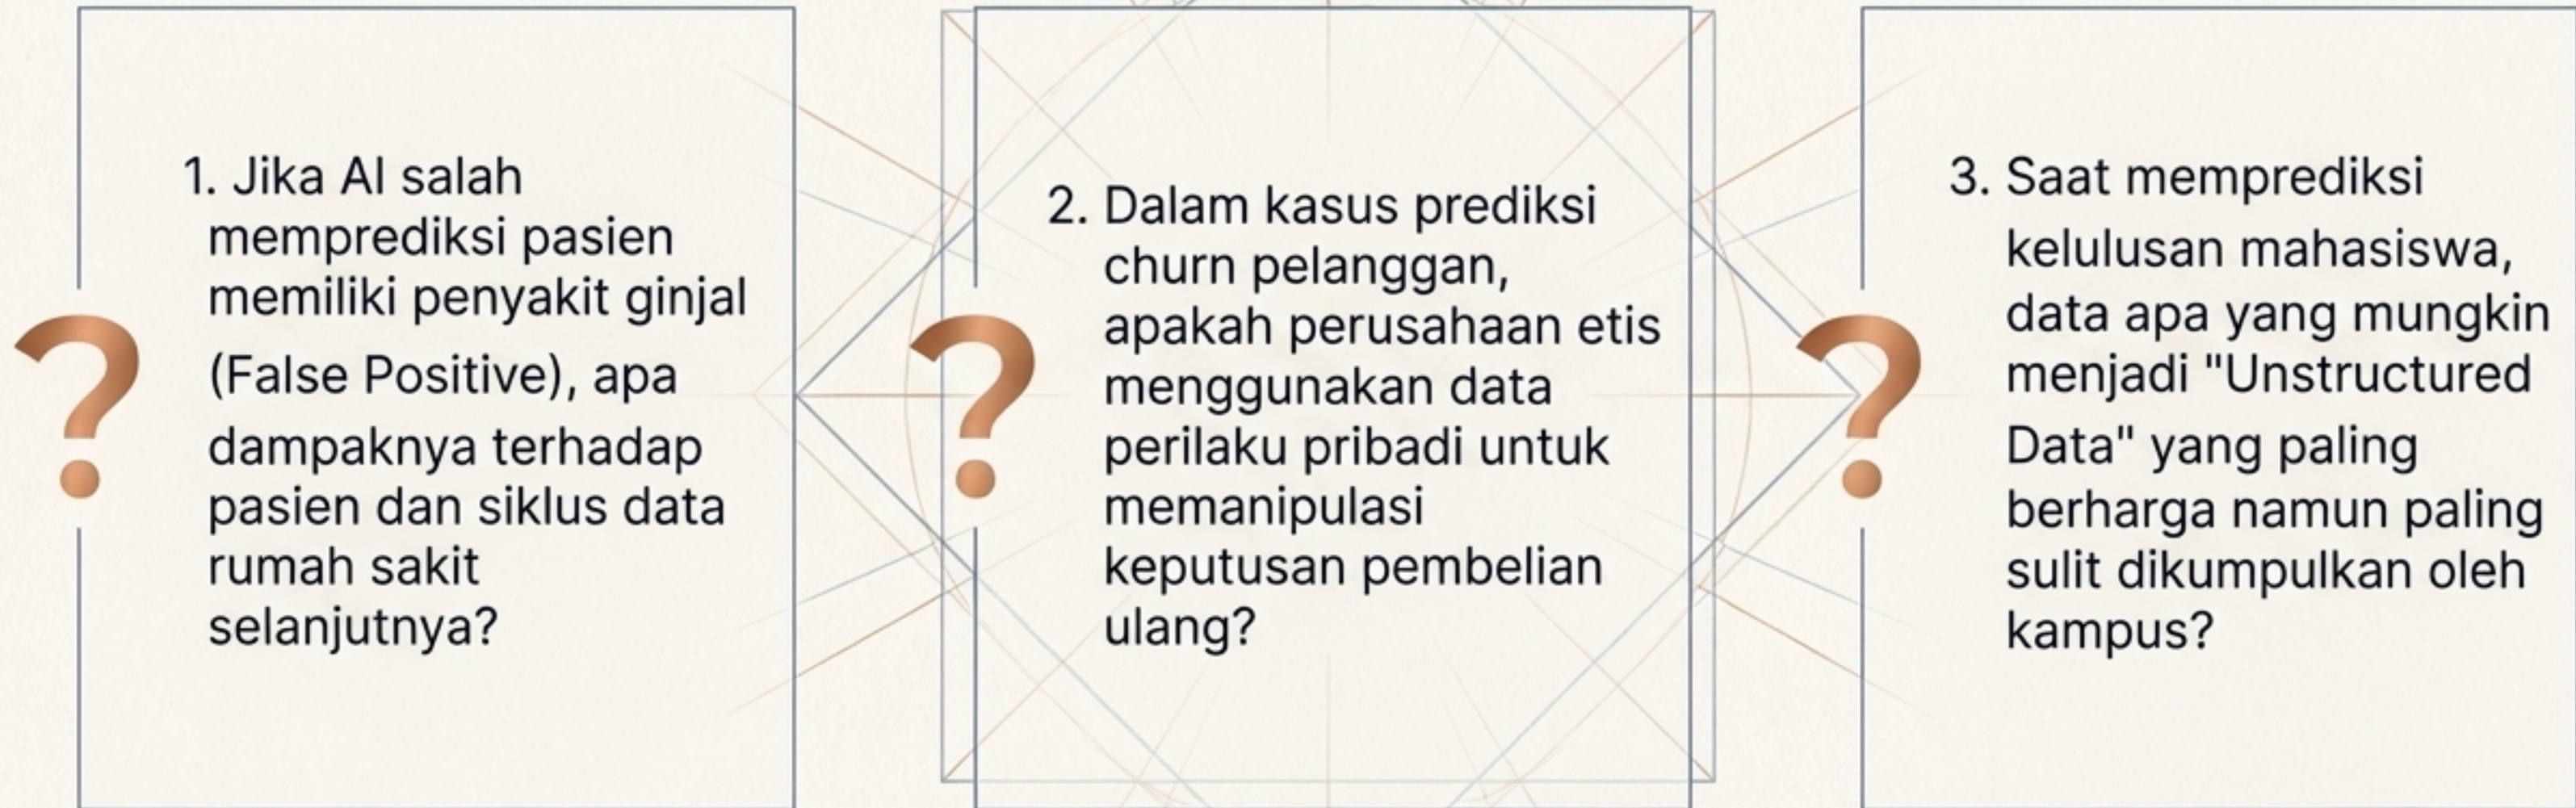 1. Jika AI salah
memprediksi pasien
memiliki penyakit ginjal
(False Positive), apa
dampaknya terhadap
pasien dan siklus data
rumah sakit
selanjutnya?
2. Dalam kasus prediksi
churn pelanggan,
apakah perusahaan etis
menggunakan data
perilaku pribadi untuk
memanipulasi
keputusan pembelian
ulang?
3. Saat memprediksi
kelulusan mahasiswa,
data apa yang mungkin
menjadi "Unstructured
Data" yang paling
berharga namun paling
sulit dikumpulkan oleh
kampus?